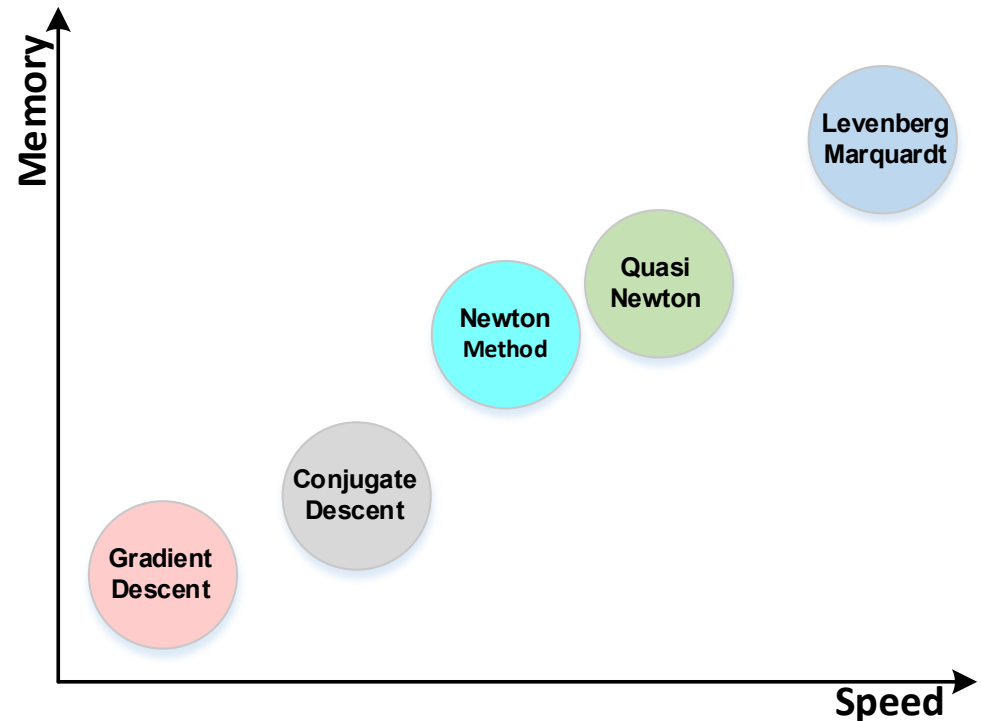 Memory
Levenberg
Marquardt
Quasi
Newton
Newton
Method
Conjugate
Descent
Gradient
Descent
Speed